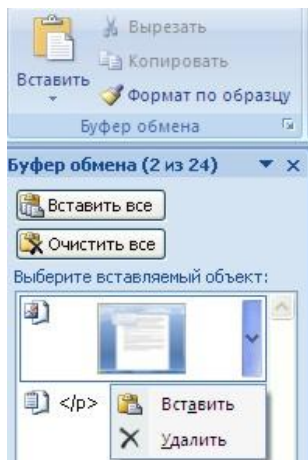 Вырезать
Копировать
Вставить
Формат по образцу
Буфер обмена
Буфер обмена (2 из 24)
Вставить все
Очистить все
Выберите вставляемый объект:
</p>
Вставить
Удалить